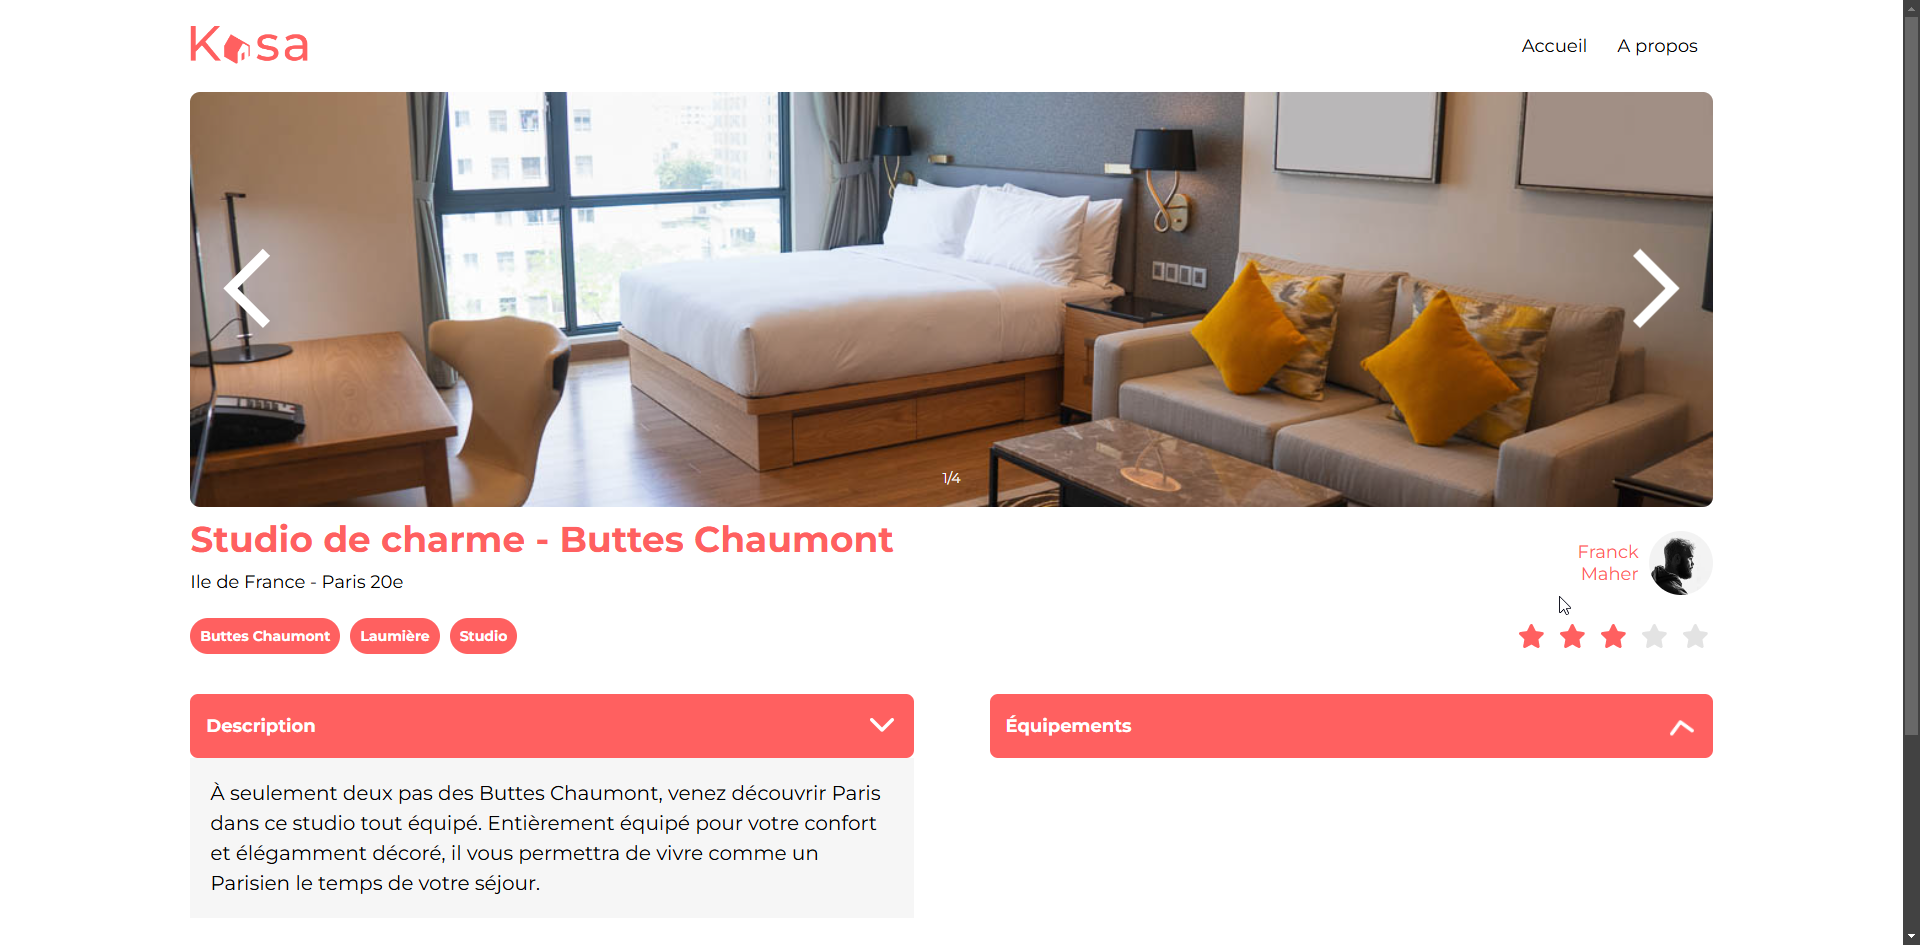 Kasa
Accueil A propos
1/4
Studio de charme - Buttes Chaumont
Ile de France - Paris 20e
Franck
Maher
Buttes Chaumont Laumière Studio
Description
À seulement deux pas des Buttes Chaumont, venez découvrir Paris
dans ce studio tout équipé. Entièrement équipé pour votre confort
et élégamment décoré, il vous permettra de vivre comme un
Parisien le temps de votre séjour.
Équipements